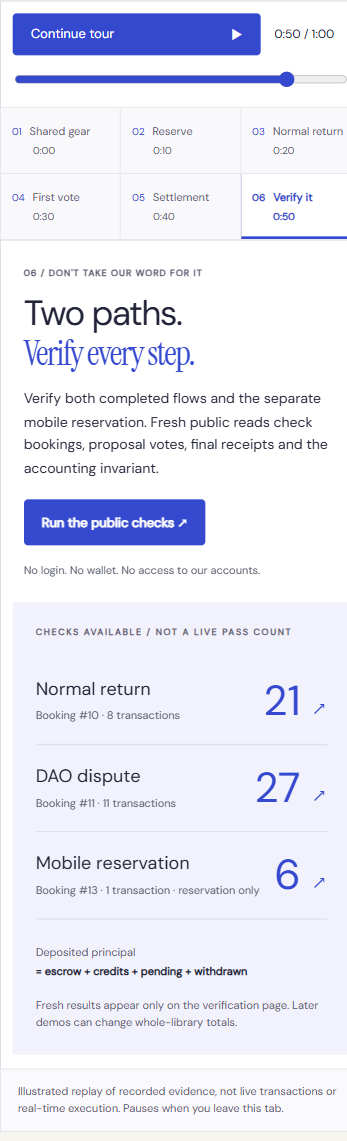 Continue tour ▶ 0:50 / 1:00
01 Shared gear 02 Reserve 03 Normal return
0:00 0:10 0:20
04 First vote 05 Settlement 06 Verify it
0:30 0:40 0:50
06 / DON'T TAKE OUR WORD FOR IT
Two paths.
Verify every step.
Verify both completed flows and the separate
mobile reservation. Fresh public reads check
bookings, proposal votes, final receipts and the
accounting invariant.
Run the public checks ↗
No login. No wallet. No access to our accounts.
CHECKS AVAILABLE / NOT A LIVE PASS COUNT
Normal return 21 ↗
Booking #10 · 8 transactions
DAO dispute 27 ↗
Booking #11 · 11 transactions
Mobile reservation 6 ↗
Booking #13 · 1 transaction · reservation only
Deposited principal
= escrow + credits + pending + withdrawn
Fresh results appear only on the verification page. Later
demos can change whole-library totals.
Illustrated replay of recorded evidence, not live transactions or
real-time execution. Pauses when you leave this tab.